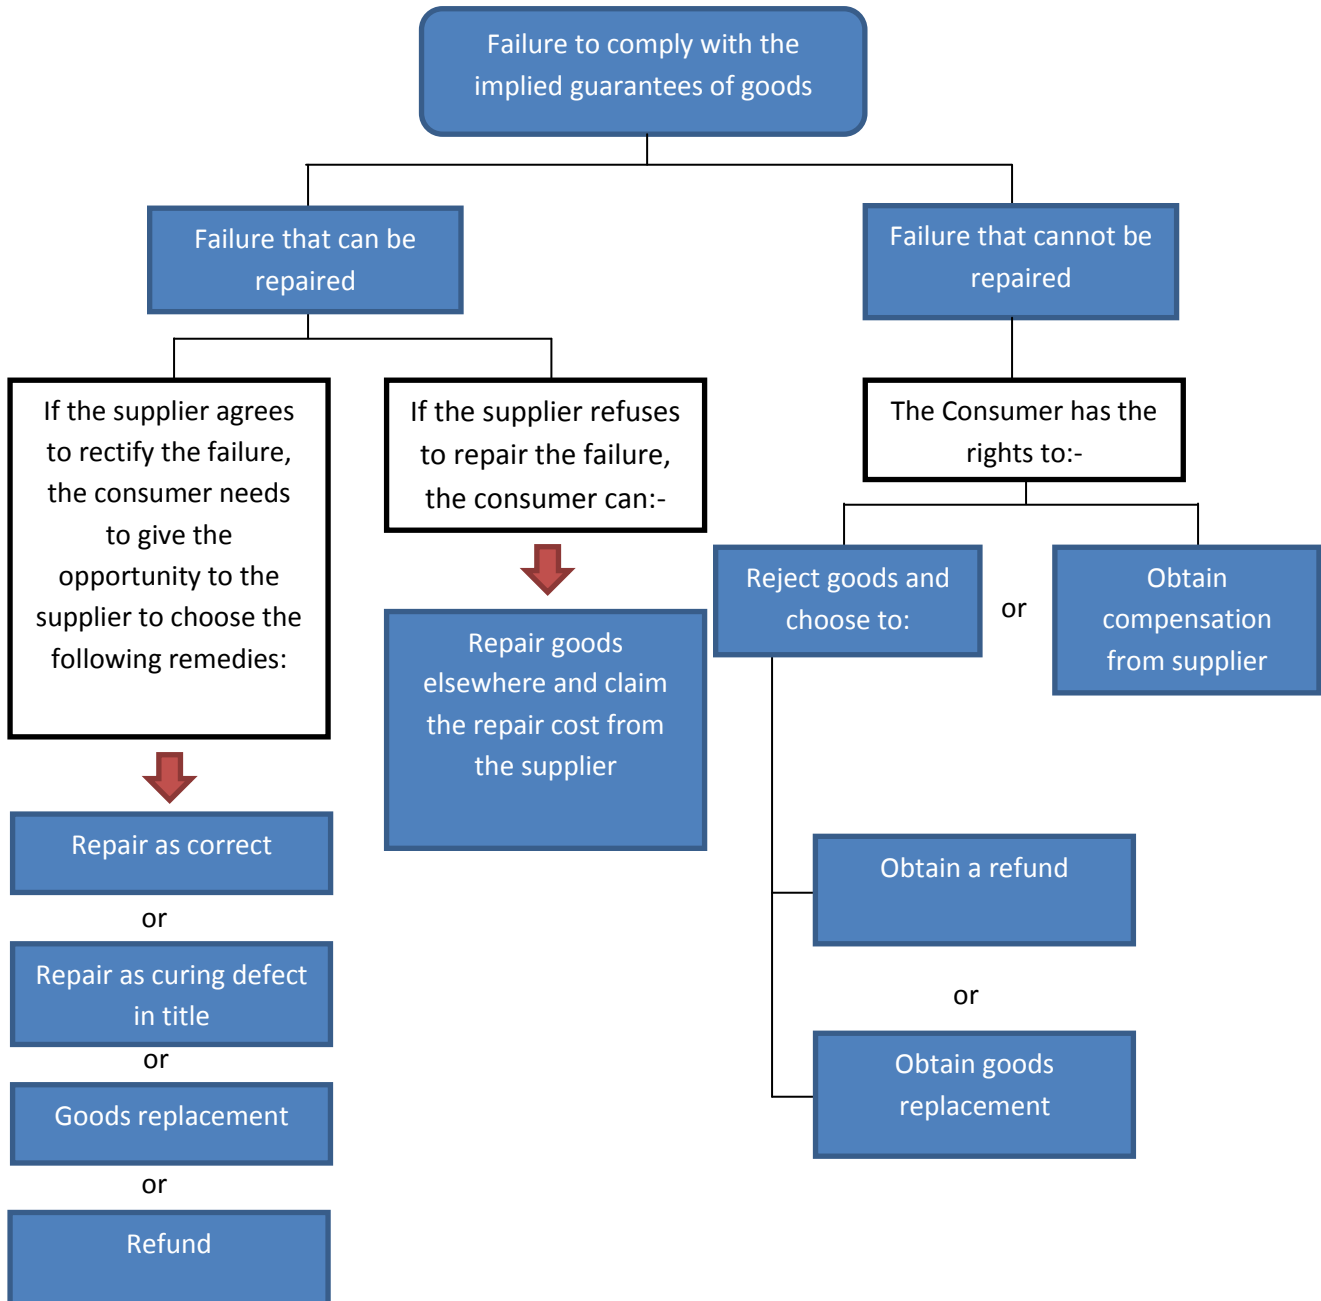 Failure to comply with the
implied guarantees of goods
Failure that can be
repaired
Failure that cannot be
repaired
If the supplier agrees
to rectify the failure,
the consumer needs
to give the
opportunity to the
supplier to choose the
following remedies:
If the supplier refuses
to repair the failure,
the consumer can:-
The Consumer has the
rights to:-
Repair as correct
or
Repair as curing defect
in title
or
Goods replacement
or
Refund
Repair goods
elsewhere and claim
the repair cost from
the supplier
Reject goods and
choose to:
or
Obtain
compensation
from supplier
Obtain a refund
or
Obtain goods
replacement